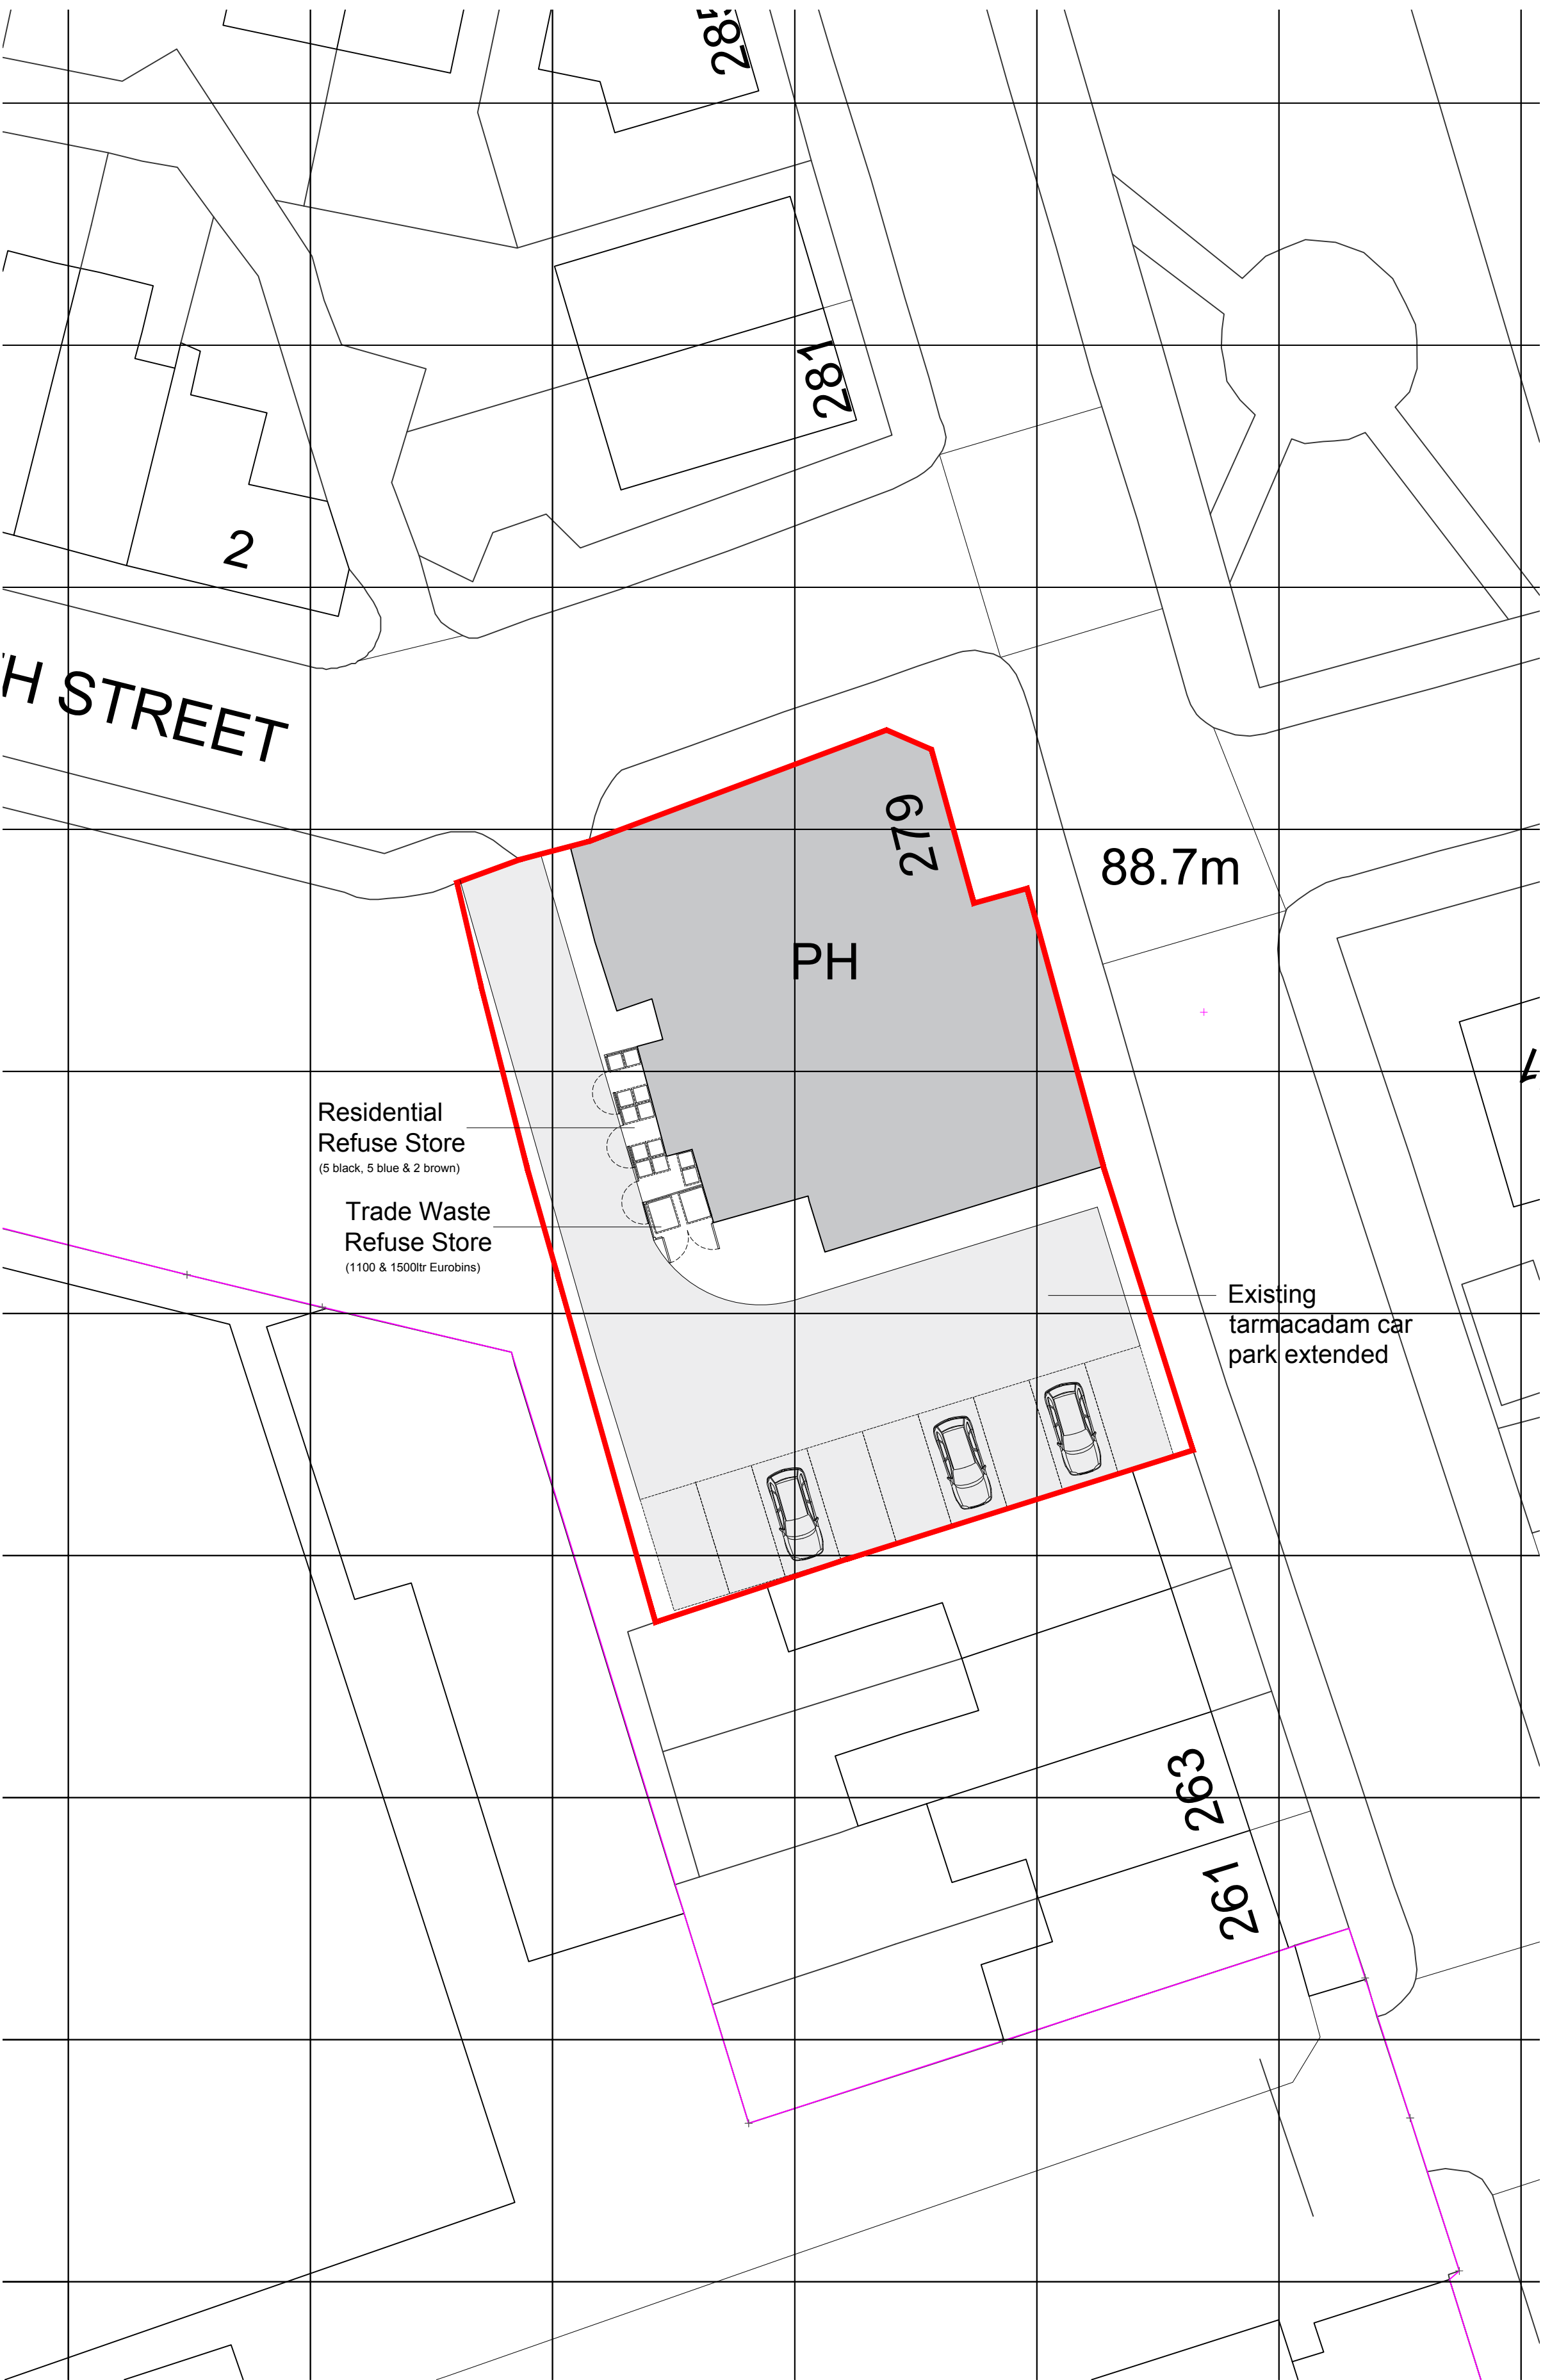 281
2
H STREET
279
88.7m
PH
Residential
Refuse Store
(5 black, 5 blue & 2 brown)
Trade Waste
Refuse Store
(1100 & 1500ltr Eurobins)
Existing
tarmacadam car
park extended
263
261